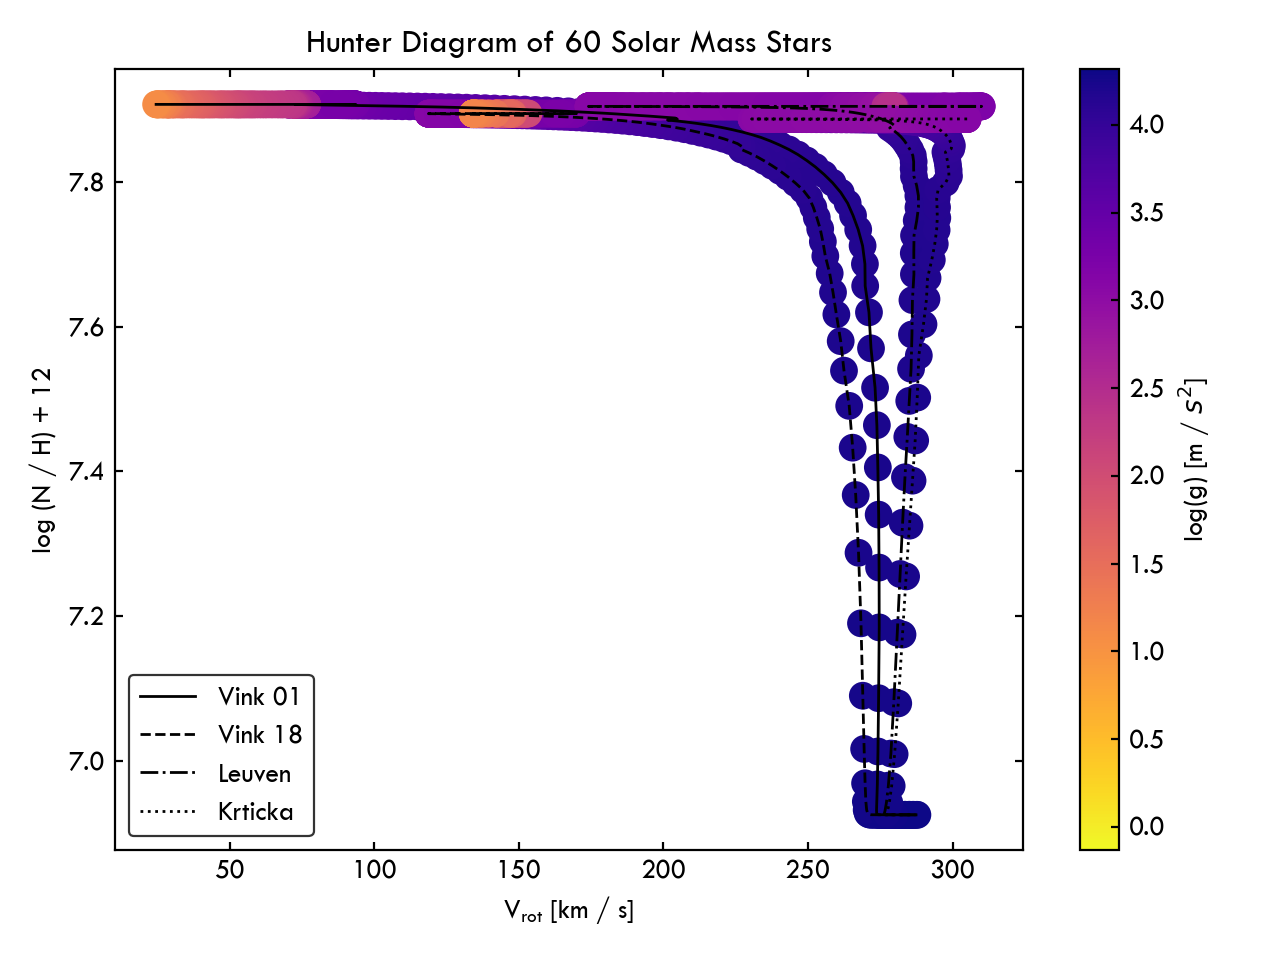 Hunter Diagram of 60 Solar Mass Stars
log (N / H) + 12
7.8
7.6
7.4
7.2
7.0
50
100
150
200
250
300
V_rot [km / s]
Vink 01
Vink 18
Leuven
Krticka
4.0
3.5
3.0
2.5
2.0
1.5
1.0
0.5
0.0
log(g) [m / s²]